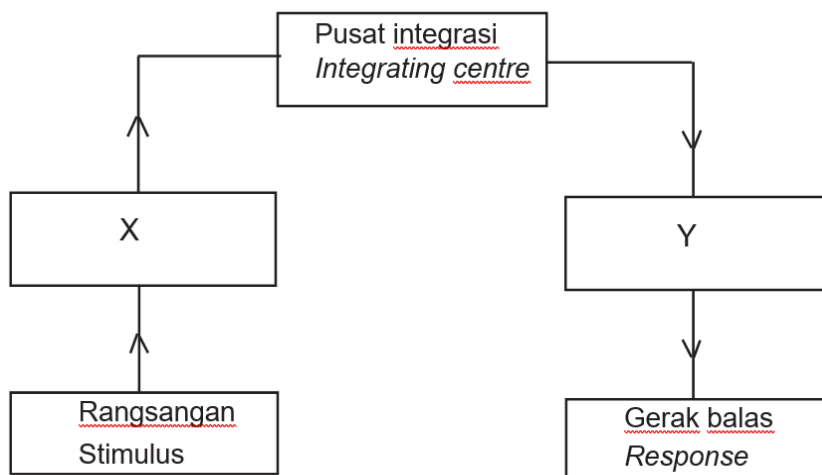 Pusat integrasi
Integrating centre
X
Y
Rangsangan
Stimulus
Gerak balas
Response